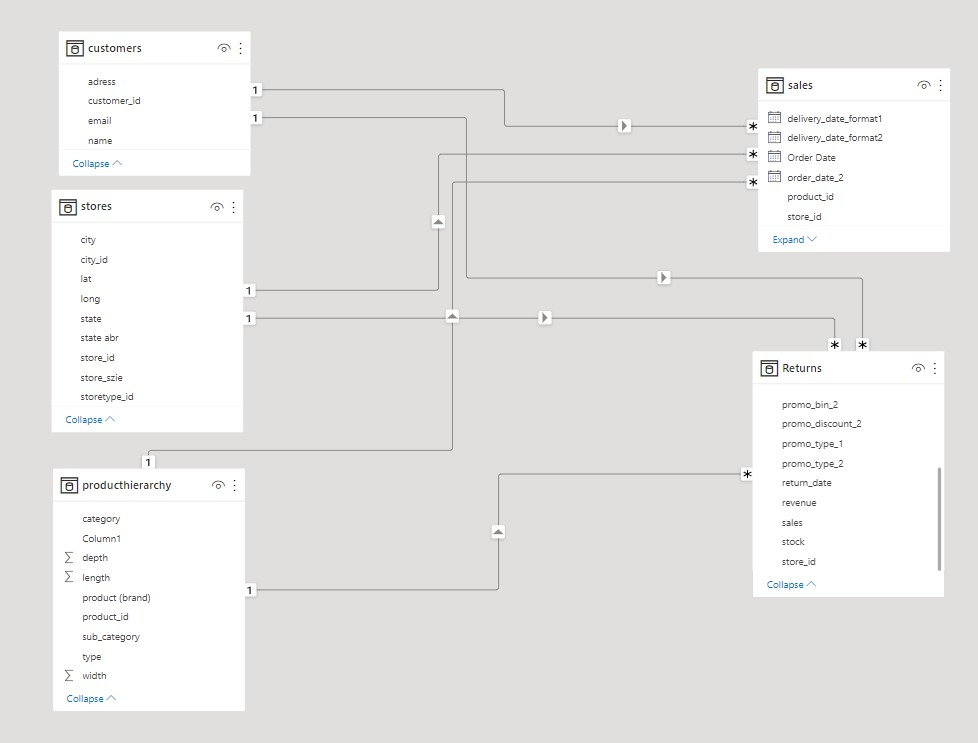 customers
adress
customer_id
email
name
Collapse
1
1
sales
delivery_date_format1
delivery_date_format2
Order Date
order_date_2
product_id
store_id
Expand
*
*
*
stores
city
city_id
lat
long
state
state abr
store_id
store_szie
storetype_id
Collapse
1
1
*
*
Returns
promo_bin_2
promo_discount_2
promo_type_1
promo_type_2
return_date
revenue
sales
stock
store_id
Collapse
*
1
producthierarchy
category
Column1
Σ depth
Σ length
product (brand)
product_id
sub_category
type
Σ width
Collapse
1